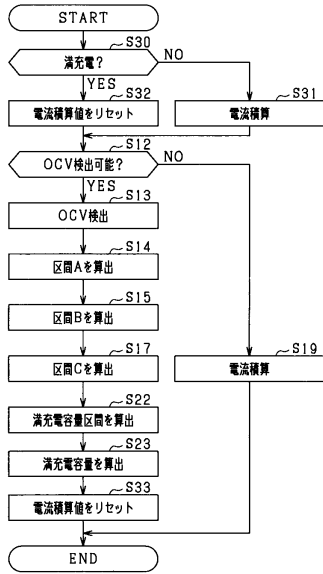 START
S30
満充電？
NO
YES
S32
電流積算値をリセット
S31
電流積算
S12
OCV検出可能？
NO
YES
S13
OCV検出
S14
区間Aを算出
S15
区間Bを算出
S17
区間Cを算出
S19
電流積算
S22
満充電容量区間を算出
S23
満充電容量を算出
S33
電流積算値をリセット
END